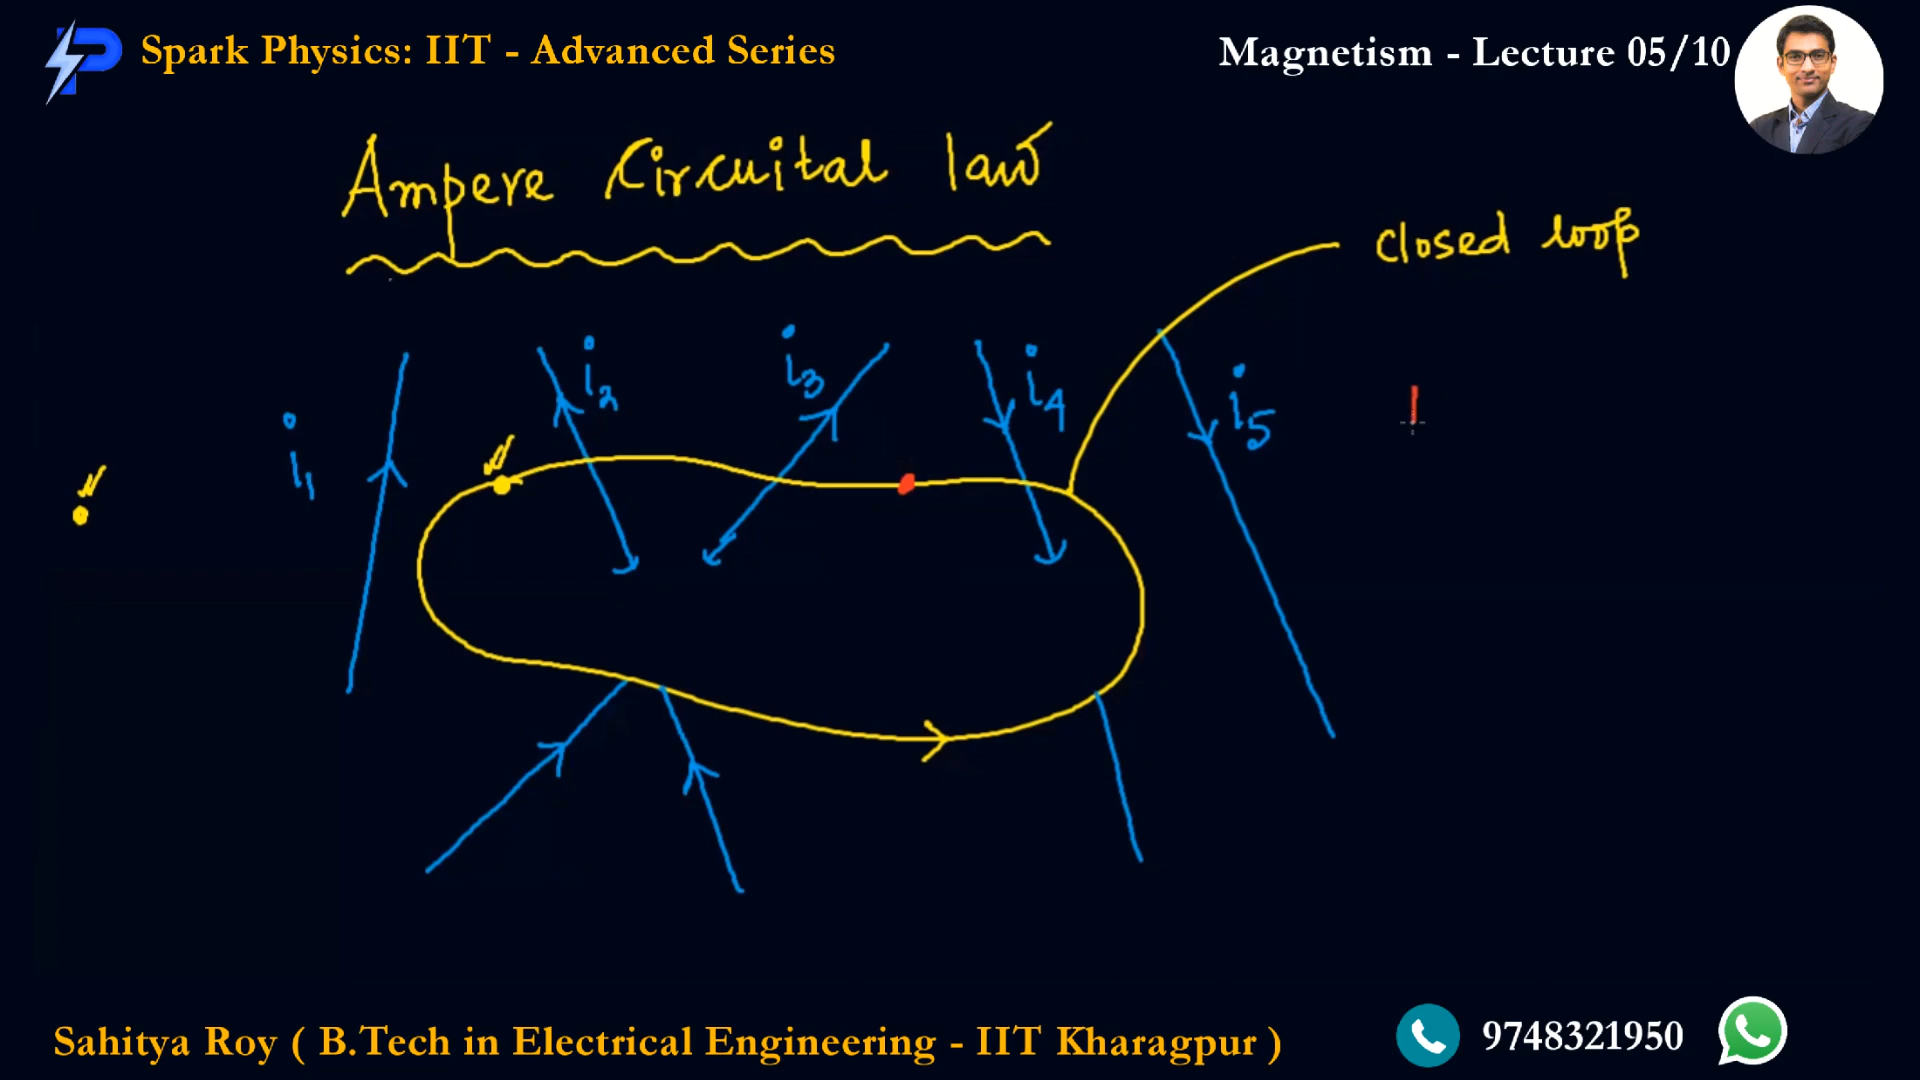 Spark Physics: IIT - Advanced Series
Magnetism - Lecture 05/10
Ampere Circuital law
closed loop
i1
i2
i3
i4
i5
Sahitya Roy ( B.Tech in Electrical Engineering - IIT Kharagpur )
9748321950